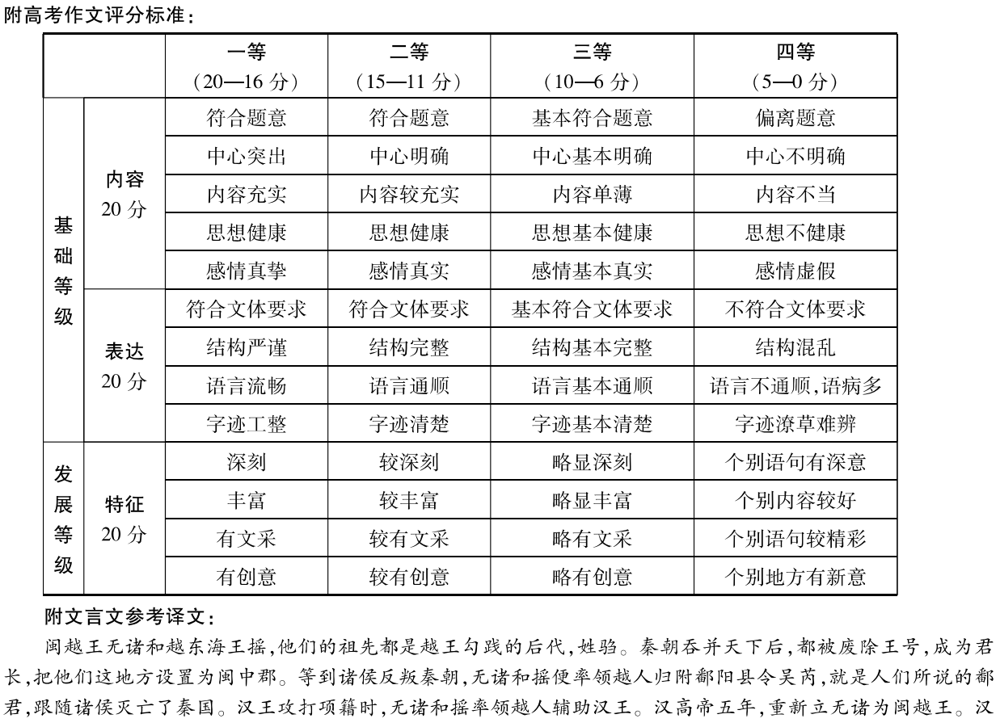 附高考作文评分标准：
一等 二等 三等 四等
（20—16 分） （15—11 分） （10—6 分） （5—0 分）
基础等级 内容 20 分 符合题意 符合题意 基本符合题意 偏离题意
中心突出 中心明确 中心基本明确 中心不明确
内容充实 内容较充实 内容单薄 内容不当
思想健康 思想健康 思想基本健康 思想不健康
感情真挚 感情真实 感情基本真实 感情虚假
表达 20 分 符合文体要求 符合文体要求 基本符合文体要求 不符合文体要求
结构严谨 结构完整 结构基本完整 结构混乱
语言流畅 语言通顺 语言基本通顺 语言不通顺,语病多
字迹工整 字迹清楚 字迹基本清楚 字迹潦草难辨
发展等级 特征 20 分 深刻 较深刻 略显深刻 个别语句有深意
丰富 较丰富 略显丰富 个别内容较好
有文采 较有文采 略有文采 个别语句较精彩
有创意 较有创意 略有创意 个别地方有新意
附文言文参考译文：
闽越王无诸和越东海王摇,他们的祖先都是越王勾践的后代,姓驺。秦朝吞并天下后,都被废除王号,成为君
长,把他们这地方设置为闽中郡。等到诸侯反叛秦朝,无诸和摇便率领越人归附鄱阳县令吴芮,就是人们所说的鄱
君,跟随诸侯灭亡了秦国。汉王攻打项籍时,无诸和摇率领越人辅助汉王。汉高帝五年,重新立无诸为闽越王。汉